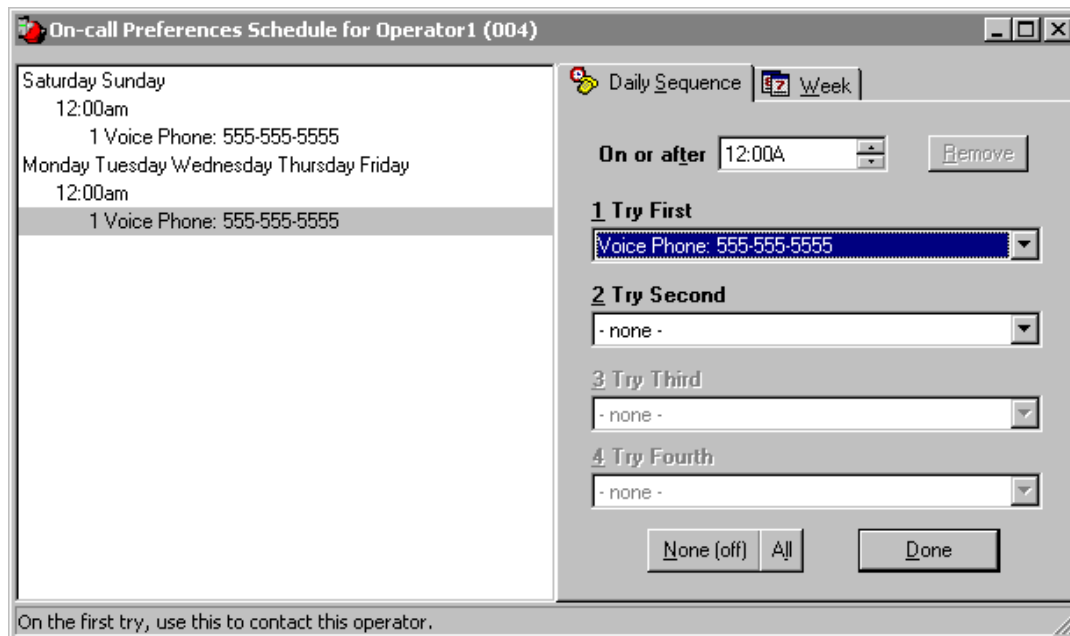 On-call Preferences Schedule for Operator1 (004)
Saturday Sunday
12:00am
1 Voice Phone: 555-555-5555
Monday Tuesday Wednesday Thursday Friday
12:00am
1 Voice Phone: 555-555-5555
Daily Sequence
Week
On or after 12:00A Remove
1 Try First
Voice Phone: 555-555-5555
2 Try Second
- none -
3 Try Third
- none -
4 Try Fourth
- none -
None (off) All Done
On the first try, use this to contact this operator.